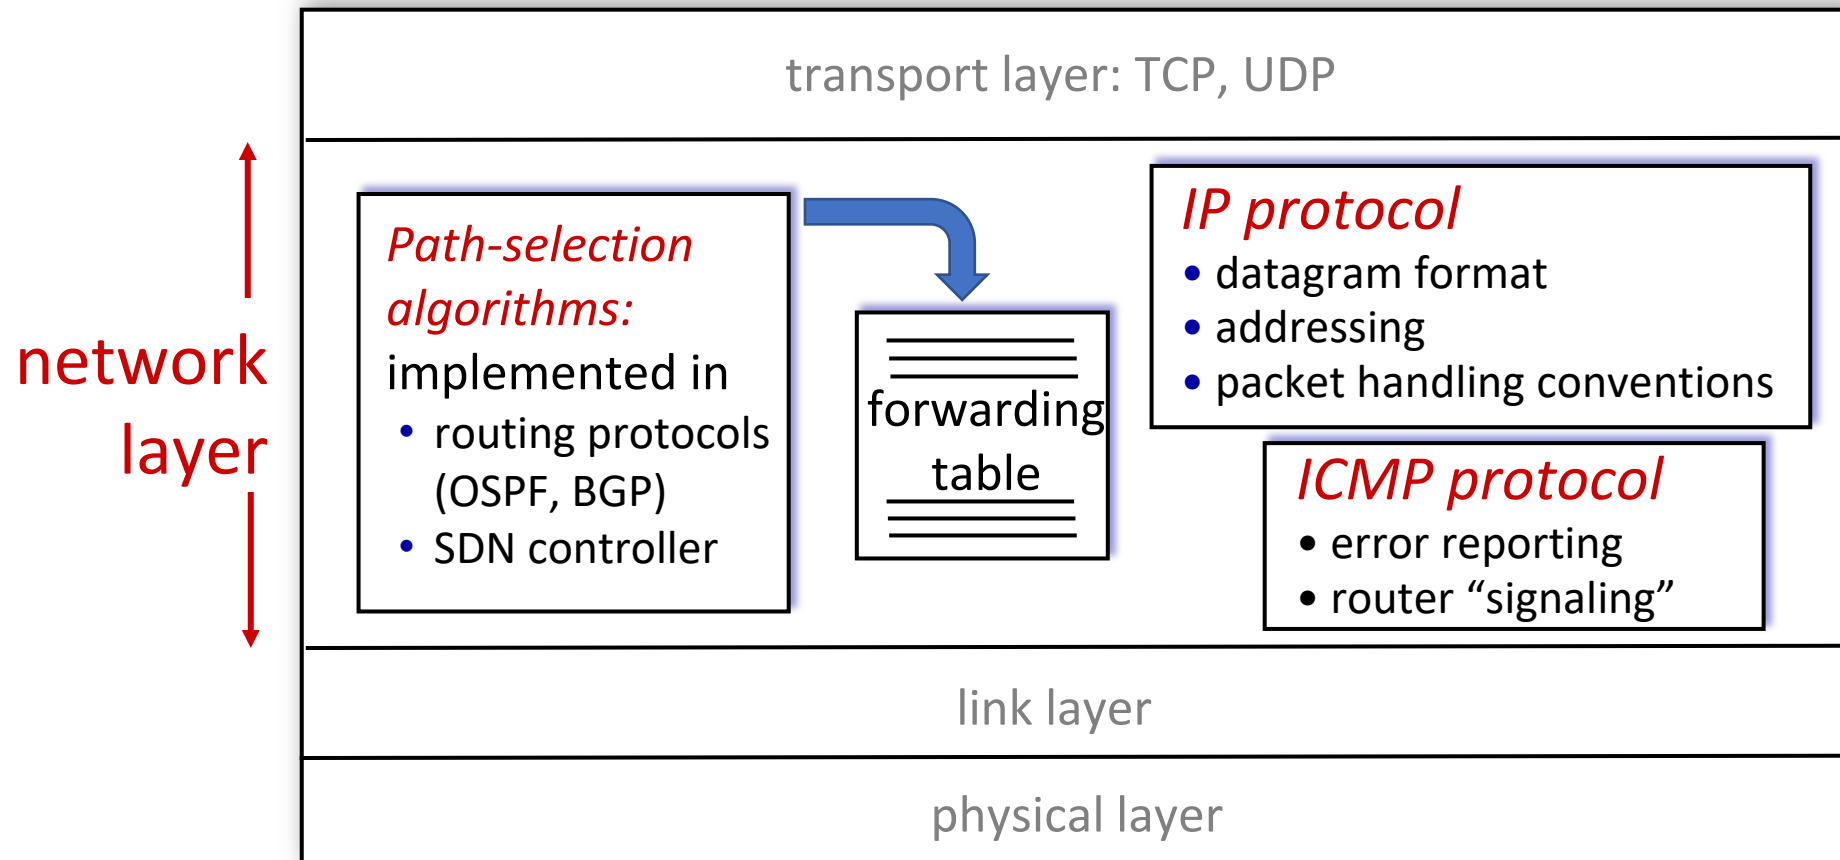 transport layer: TCP, UDP
network
layer
Path-selection
algorithms:
implemented in
• routing protocols
(OSPF, BGP)
• SDN controller
forwarding
table
IP protocol
• datagram format
• addressing
• packet handling conventions
ICMP protocol
• error reporting
• router “signaling”
link layer
physical layer